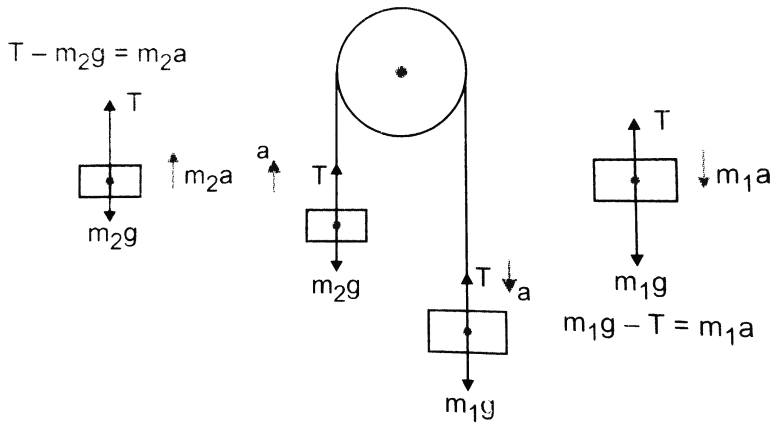 T – m₂g = m₂a
T
m₂a
m₂g
a
T
m₂g
T
a
m₁g
T
m₁a
m₁g
m₁g – T = m₁a